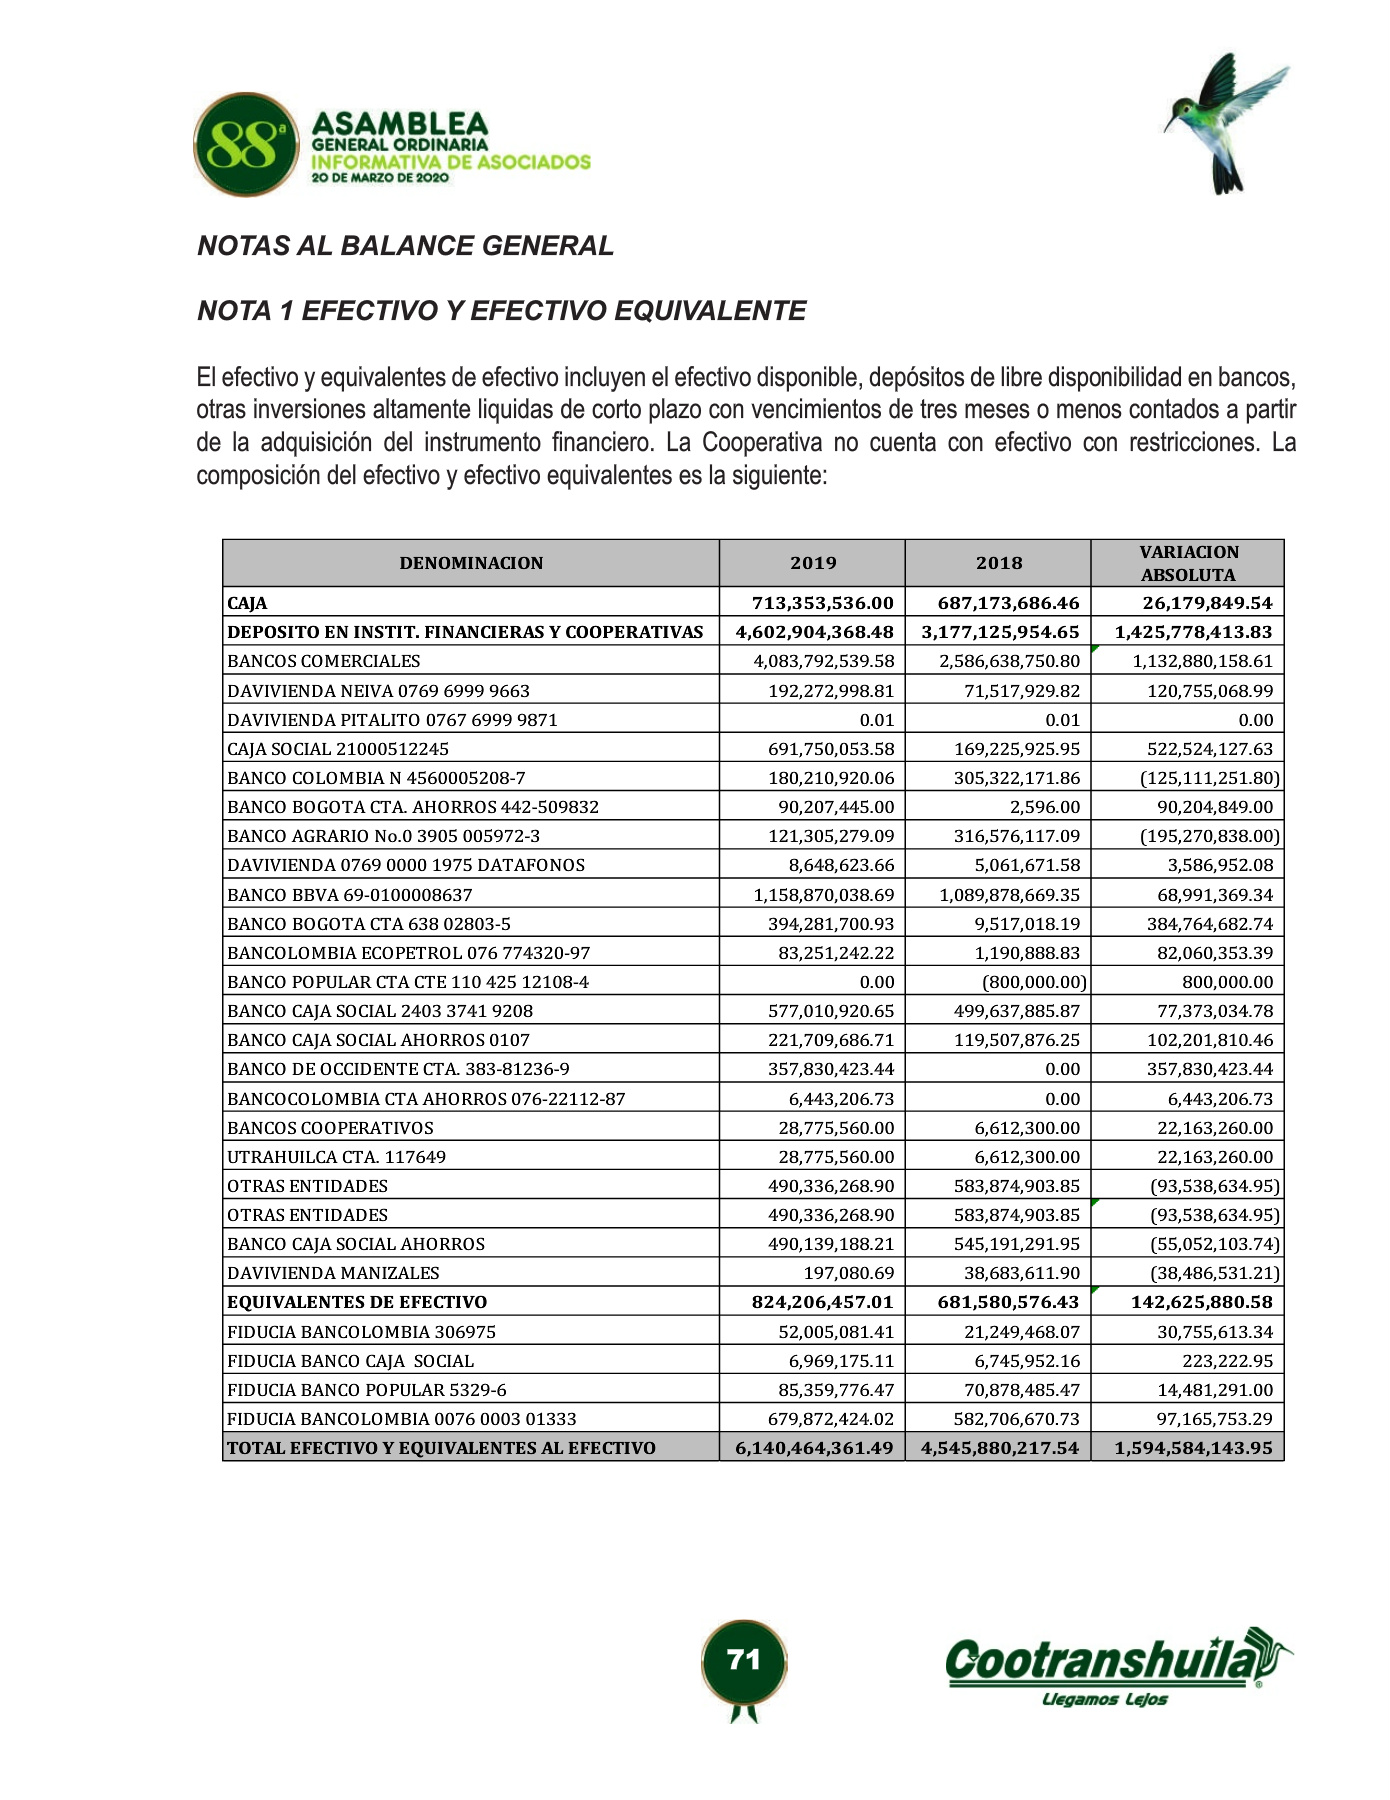 88ª
ASAMBLEA
GENERAL ORDINARIA
INFORMATIVA DE ASOCIADOS
20 DE MARZO DE 2020
NOTAS AL BALANCE GENERAL
NOTA 1 EFECTIVO Y EFECTIVO EQUIVALENTE
El efectivo y equivalentes de efectivo incluyen el efectivo disponible, depósitos de libre disponibilidad en bancos,
otras inversiones altamente liquidas de corto plazo con vencimientos de tres meses o menos contados a partir
de la adquisición del instrumento financiero. La Cooperativa no cuenta con efectivo con restricciones. La
composición del efectivo y efectivo equivalentes es la siguiente:
DENOMINACION 2019 2018 VARIACION ABSOLUTA
CAJA 713,353,536.00 687,173,686.46 26,179,849.54
DEPOSITO EN INSTIT. FINANCIERAS Y COOPERATIVAS 4,602,904,368.48 3,177,125,954.65 1,425,778,413.83
BANCOS COMERCIALES 4,083,792,539.58 2,586,638,750.80 1,132,880,158.61
DAVIVIENDA NEIVA 0769 6999 9663 192,272,998.81 71,517,929.82 120,755,068.99
DAVIVIENDA PITALITO 0767 6999 9871 0.01 0.01 0.00
CAJA SOCIAL 21000512245 691,750,053.58 169,225,925.95 522,524,127.63
BANCO COLOMBIA N 4560005208-7 180,210,920.06 305,322,171.86 (125,111,251.80)
BANCO BOGOTA CTA. AHORROS 442-509832 90,207,445.00 2,596.00 90,204,849.00
BANCO AGRARIO No.0 3905 005972-3 121,305,279.09 316,576,117.09 (195,270,838.00)
DAVIVIENDA 0769 0000 1975 DATAFONOS 8,648,623.66 5,061,671.58 3,586,952.08
BANCO BBVA 69-0100008637 1,158,870,038.69 1,089,878,669.35 68,991,369.34
BANCO BOGOTA CTA 638 02803-5 394,281,700.93 9,517,018.19 384,764,682.74
BANCOLOMBIA ECOPETROL 076 774320-97 83,251,242.22 1,190,888.83 82,060,353.39
BANCO POPULAR CTA CTE 110 425 12108-4 0.00 (800,000.00) 800,000.00
BANCO CAJA SOCIAL 2403 3741 9208 577,010,920.65 499,637,885.87 77,373,034.78
BANCO CAJA SOCIAL AHORROS 0107 221,709,686.71 119,507,876.25 102,201,810.46
BANCO DE OCCIDENTE CTA. 383-81236-9 357,830,423.44 0.00 357,830,423.44
BANCOCOLOMBIA CTA AHORROS 076-22112-87 6,443,206.73 0.00 6,443,206.73
BANCOS COOPERATIVOS 28,775,560.00 6,612,300.00 22,163,260.00
UTRAHUILCA CTA. 117649 28,775,560.00 6,612,300.00 22,163,260.00
OTRAS ENTIDADES 490,336,268.90 583,874,903.85 (93,538,634.95)
OTRAS ENTIDADES 490,336,268.90 583,874,903.85 (93,538,634.95)
BANCO CAJA SOCIAL AHORROS 490,139,188.21 545,191,291.95 (55,052,103.74)
DAVIVIENDA MANIZALES 197,080.69 38,683,611.90 (38,486,531.21)
EQUIVALENTES DE EFECTIVO 824,206,457.01 681,580,576.43 142,625,880.58
FIDUCIA BANCOLOMBIA 306975 52,005,081.41 21,249,468.07 30,755,613.34
FIDUCIA BANCO CAJA SOCIAL 6,969,175.11 6,745,952.16 223,222.95
FIDUCIA BANCO POPULAR 5329-6 85,359,776.47 70,878,485.47 14,481,291.00
FIDUCIA BANCOLOMBIA 0076 0003 01333 679,872,424.02 582,706,670.73 97,165,753.29
TOTAL EFECTIVO Y EQUIVALENTES AL EFECTIVO 6,140,464,361.49 4,545,880,217.54 1,594,584,143.95
71
Cootranshuila®
Llegamos Lejos